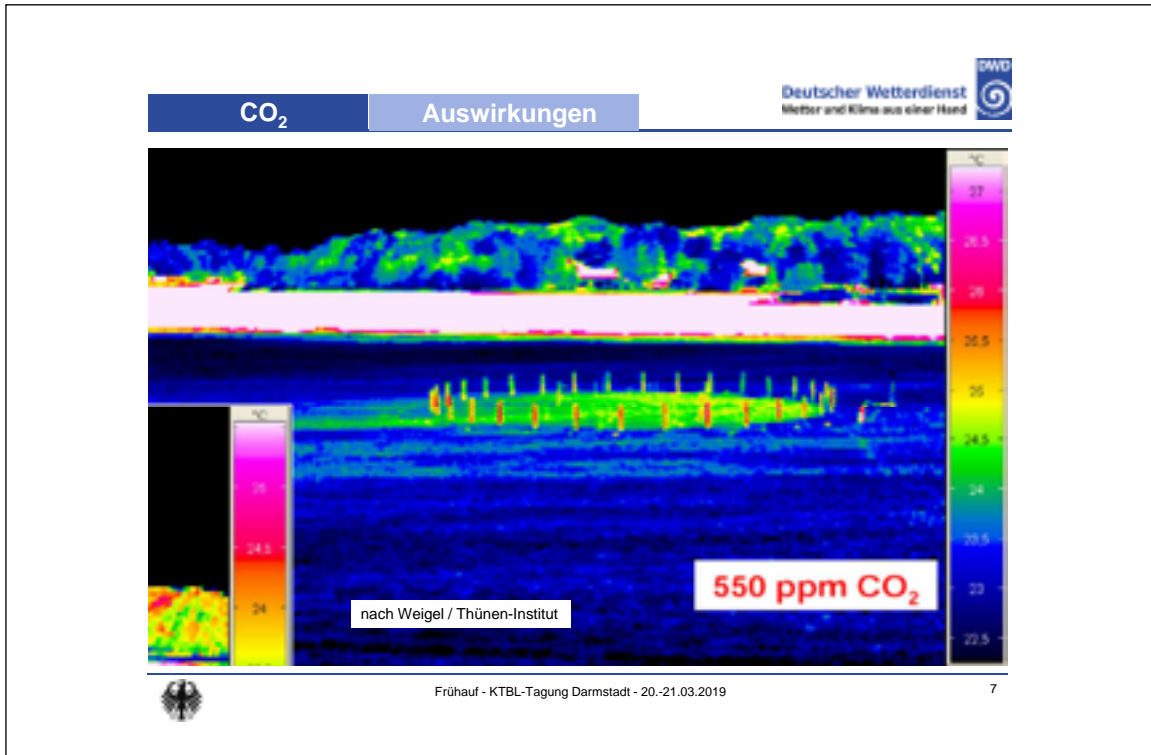 CO₂ Auswirkungen
Deutscher Wetterdienst
Wetter und Klima aus einer Hand
DWD
°C
27
26,5
26
25,5
25
24,5
24
23,5
23
22,5
°C
25
24,5
24
550 ppm CO₂
nach Weigel / Thünen-Institut
Frühauf - KTBL-Tagung Darmstadt - 20.-21.03.2019
7